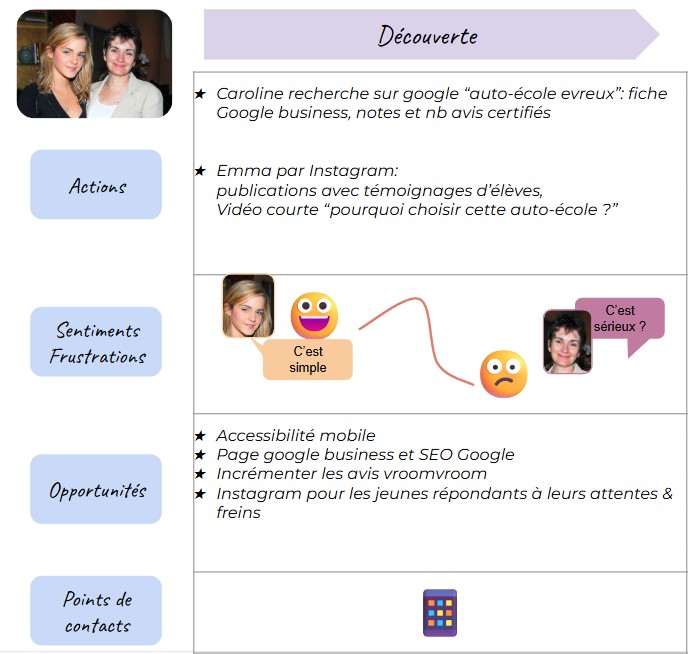 Découverte
★ Caroline recherche sur google “auto-école evreux”: fiche
Google business, notes et nb avis certifiés
★ Emma par Instagram:
publications avec témoignages d’élèves,
Vidéo courte “pourquoi choisir cette auto-école ?”
Actions
C’est
simple
C’est
sérieux ?
Sentiments
Frustrations
★ Accessibilité mobile
★ Page google business et SEO Google
★ Incrémenter les avis vroomvroom
★ Instagram pour les jeunes répondants à leurs attentes &
freins
Opportunités
Points de
contacts